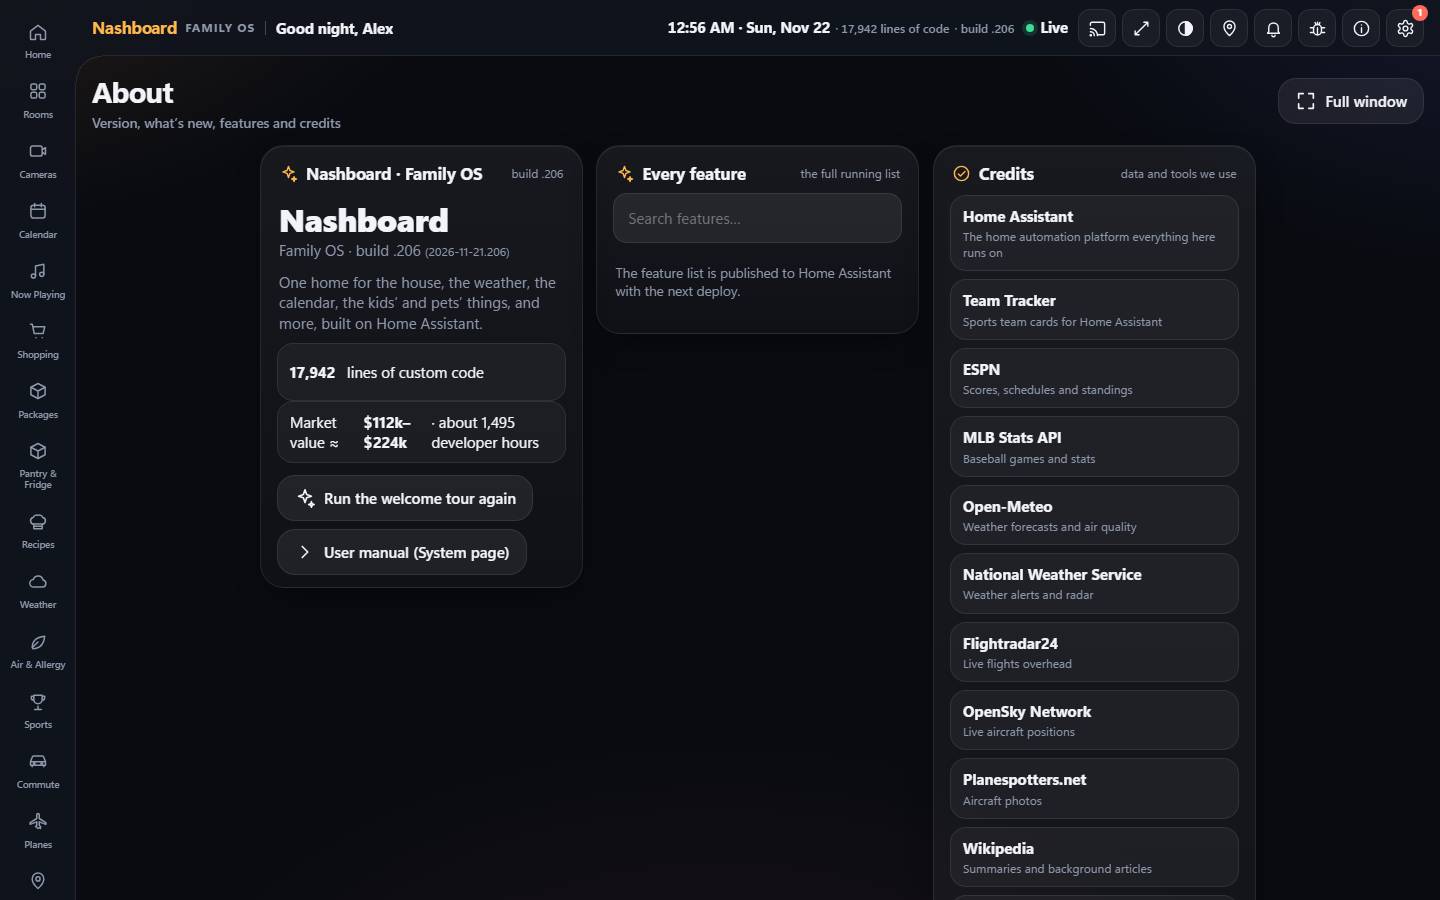 Nashboard FAMILY OS Good night, Alex
12:56 AM · Sun, Nov 22 · 17,942 lines of code · build .206 Live
1
Home
Rooms
Cameras
Calendar
Now Playing
Shopping
Packages
Pantry &
Fridge
Recipes
Weather
Air & Allergy
Sports
Commute
Planes
About
Version, what's new, features and credits
Full window
Nashboard · Family OS build .206
Nashboard
Family OS · build .206 (2026-11-21.206)
One home for the house, the weather, the
calendar, the kids’ and pets’ things, and
more, built on Home Assistant.
17,942 lines of custom code
Market
value ≈
$112k–
$224k
· about 1,495
developer hours
Run the welcome tour again
User manual (System page)
Every feature the full running list
Search features...
The feature list is published to Home Assistant
with the next deploy.
Credits data and tools we use
Home Assistant
The home automation platform everything here
runs on
Team Tracker
Sports team cards for Home Assistant
ESPN
Scores, schedules and standings
MLB Stats API
Baseball games and stats
Open-Meteo
Weather forecasts and air quality
National Weather Service
Weather alerts and radar
Flightradar24
Live flights overhead
OpenSky Network
Live aircraft positions
Planespotters.net
Aircraft photos
Wikipedia
Summaries and background articles